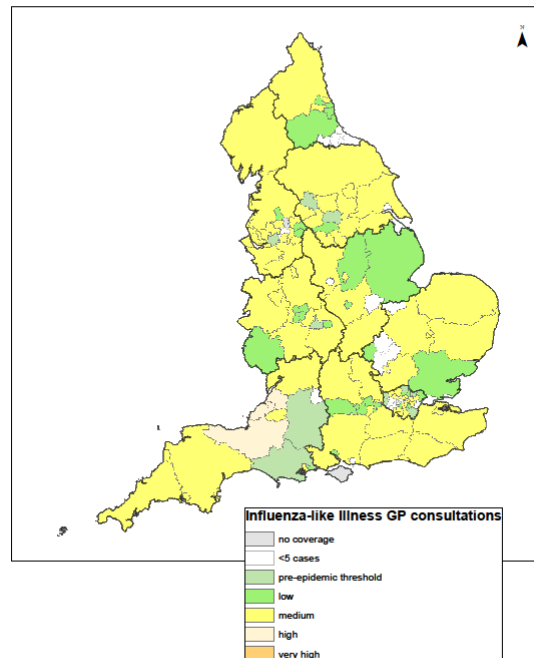 N
Influenza-like Illness GP consultations
no coverage
<5 cases
pre-epidemic threshold
low
medium
high
very high